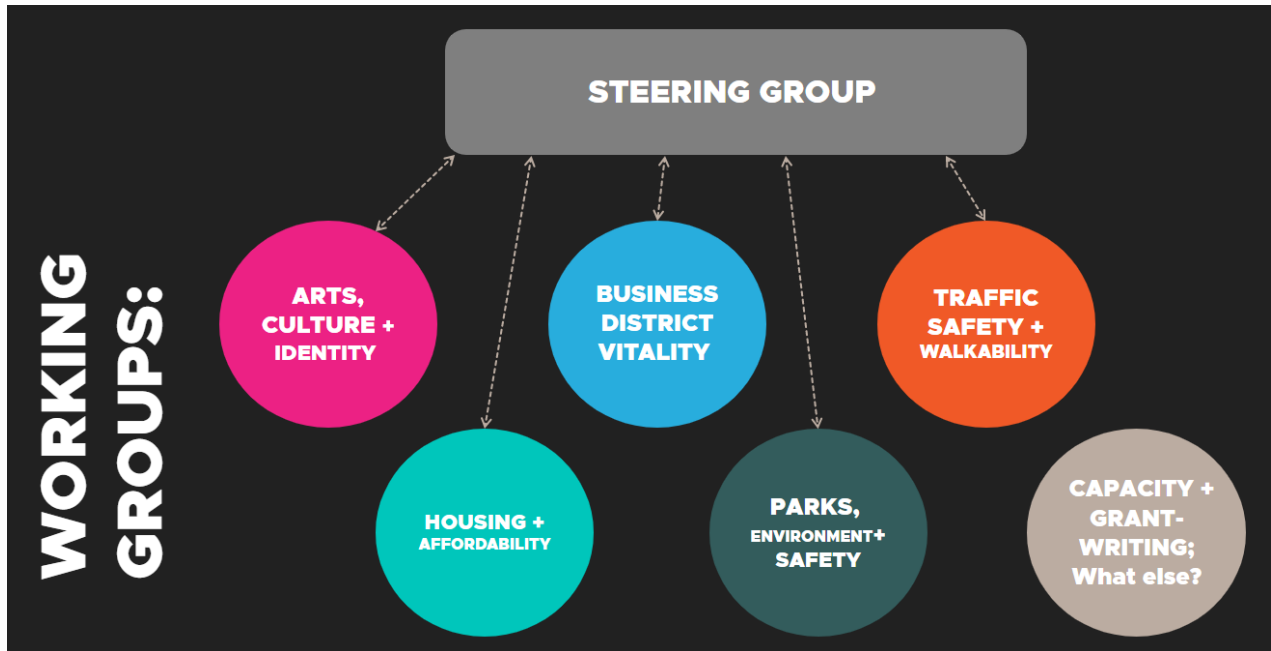 WORKING
GROUPS:
STEERING GROUP
ARTS,
CULTURE +
IDENTITY
BUSINESS
DISTRICT
VITALITY
TRAFFIC
SAFETY +
WALKABILITY
HOUSING +
AFFORDABILITY
PARKS,
ENVIRONMENT+
SAFETY
CAPACITY +
GRANT-
WRITING;
What else?